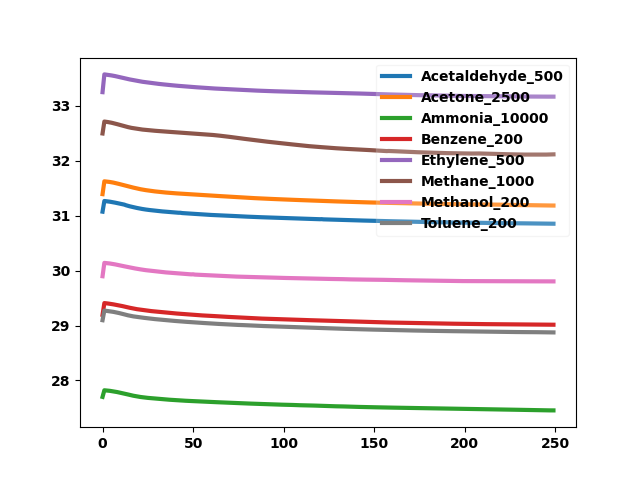 33
32
31
30
29
28
0 50 100 150 200 250
Acetaldehyde_500
Acetone_2500
Ammonia_10000
Benzene_200
Ethylene_500
Methane_1000
Methanol_200
Toluene_200